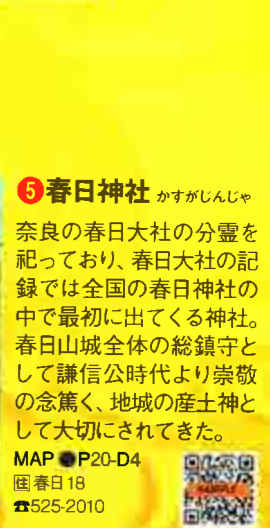 ❺春日神社 かすがじんじゃ
奈良の春日大社の分霊を
祀っており、春日大社の記
録では全国の春日神社の
中で最初に出てくる神社。
春日山城全体の総鎮守と
して謙信公時代より崇敬
の念篤く、地域の産土神と
して大切にされてきた。
MAP ●P20-D4
住春日18
☎525-2010
SAMPLE